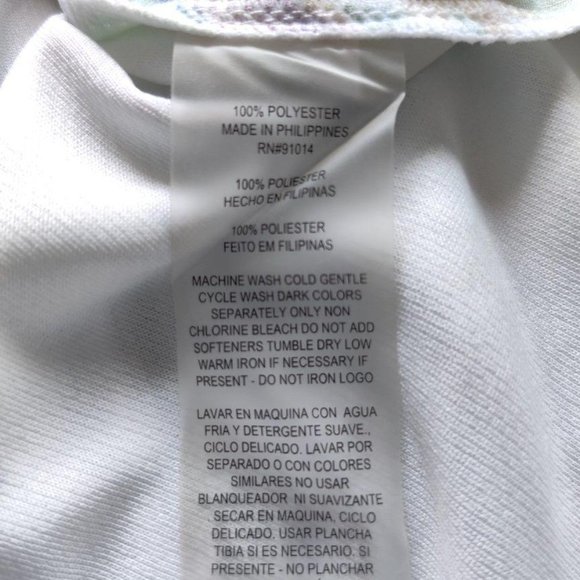 100% POLYESTER
MADE IN PHILIPPINES
RN#91014
100% POLIESTER
HECHO EN FILIPINAS
100% POLIESTER
FEITO EM FILIPINAS
MACHINE WASH COLD GENTLE
CYCLE WASH DARK COLORS
SEPARATELY ONLY NON
CHLORINE BLEACH DO NOT ADD
SOFTENERS TUMBLE DRY LOW
WARM IRON IF NECESSARY IF
PRESENT - DO NOT IRON LOGO
LAVAR EN MAQUINA CON AGUA
FRIA Y DETERGENTE SUAVE.,
CICLO DELICADO. LAVAR POR
SEPARADO O CON COLORES
SIMILARES NO USAR
BLANQUEADOR NI SUAVIZANTE
SECAR EN MAQUINA, CICLO
DELICADO. USAR PLANCHA
TIBIA SI ES NECESARIO. SI
PRESENTE - NO PLANCHAR